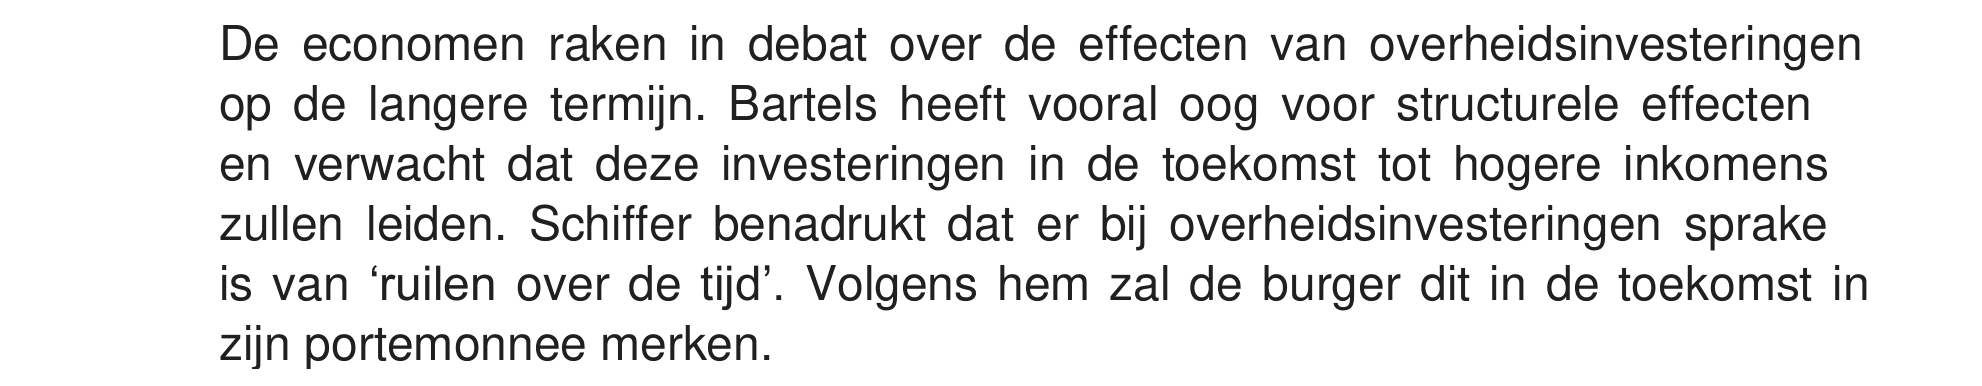 De economen raken in debat over de effecten van overheidsinvesteringen
op de langere termijn. Bartels heeft vooral oog voor structurele effecten
en verwacht dat deze investeringen in de toekomst tot hogere inkomens
zullen leiden. Schiffer benadrukt dat er bij overheidsinvesteringen sprake
is van ‘ruilen over de tijd’. Volgens hem zal de burger dit in de toekomst in
zijn portemonnee merken.